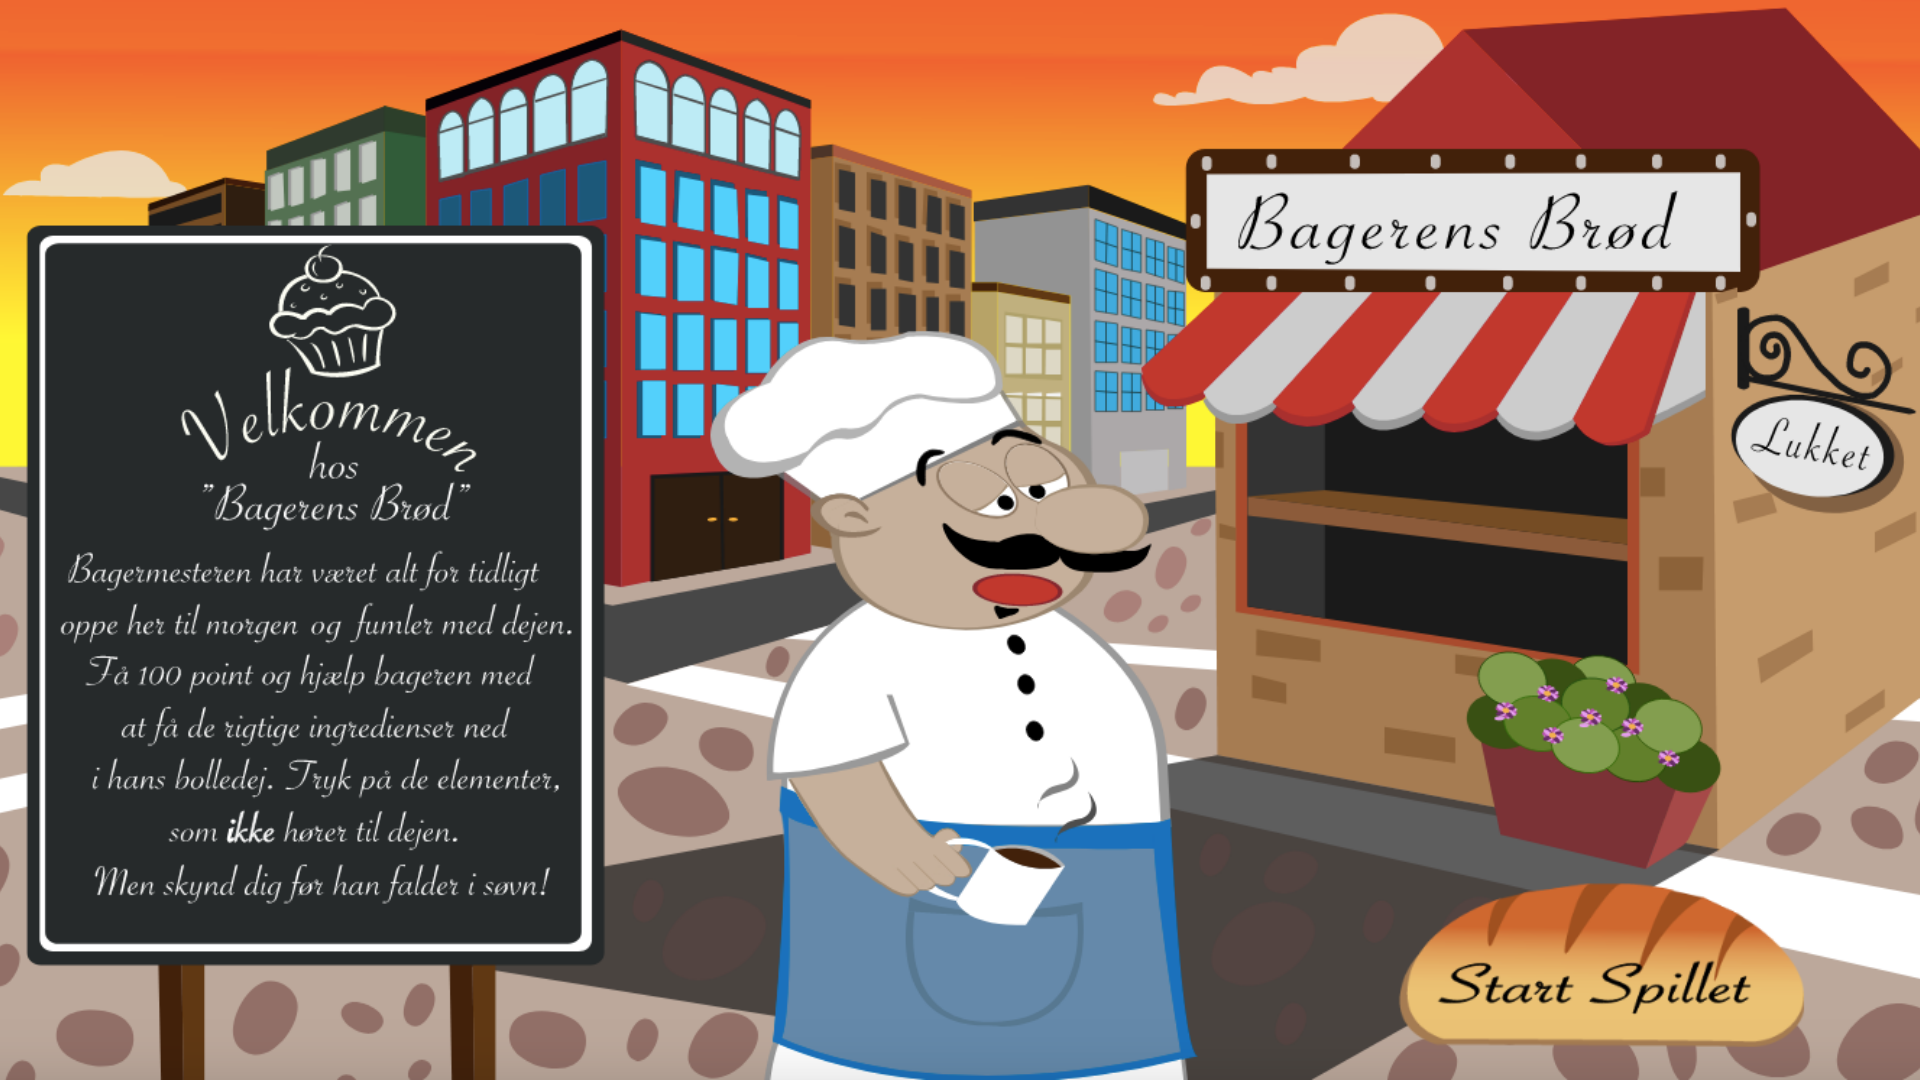 Velkommen
hos
"Bagerens Brød"
Bagermesteren har været alt for tidligt
oppe her til morgen og fumler med dejen.
Få 100 point og hjælp bageren med
at få de rigtige ingredienser ned
i hans bolledej. Tryk på de elementer,
som ikke hører til dejen.
Men skynd dig før han falder i søvn!
Bagerens Brød
Lukket
Start Spillet